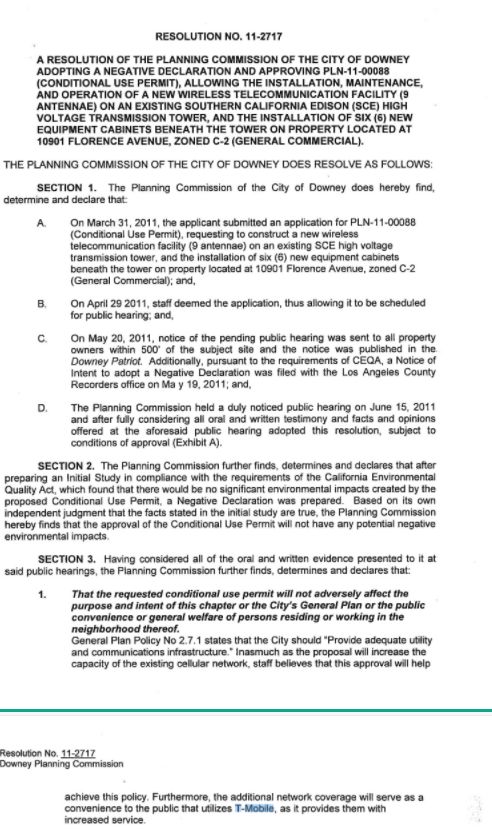 RESOLUTION NO. 11-2717
A RESOLUTION OF THE PLANNING COMMISSION OF THE CITY OF DOWNEY
ADOPTING A NEGATIVE DECLARATION AND APPROVING PLN-11-00088
(CONDITIONAL USE PERMIT), ALLOWING THE INSTALLATION, MAINTENANCE,
AND OPERATION OF A NEW WIRELESS TELECOMMUNICATION FACILITY (9
ANTENNAE) ON AN EXISTING SOUTHERN CALIFORNIA EDISON (SCE) HIGH
VOLTAGE TRANSMISSION TOWER, AND THE INSTALLATION OF SIX (6) NEW
EQUIPMENT CABINETS BENEATH THE TOWER ON PROPERTY LOCATED AT
10901 FLORENCE AVENUE, ZONED C-2 (GENERAL COMMERCIAL).
THE PLANNING COMMISSION OF THE CITY OF DOWNEY DOES RESOLVE AS FOLLOWS:
SECTION 1. The Planning Commission of the City of Downey does hereby find,
determine and declare that:
A. On March 31, 2011, the applicant submitted an application for PLN-11-00088
(Conditional Use Permit), requesting to construct a new wireless
telecommunication facility (9 antennae) on an existing SCE high voltage
transmission tower, and the installation of six (6) new equipment cabinets
beneath the tower on property located at 10901 Florence Avenue, zoned C-2
(General Commercial); and,
B. On April 29 2011, staff deemed the application, thus allowing it to be scheduled
for public hearing; and,
C. On May 20, 2011, notice of the pending public hearing was sent to all property
owners within 500' of the subject site and the notice was published in the
Downey Patriot. Additionally, pursuant to the requirements of CEQA, a Notice of
Intent to adopt a Negative Declaration was filed with the Los Angeles County
Recorders office on Ma y 19, 2011; and,
D. The Planning Commission held a duly noticed public hearing on June 15, 2011
and after fully considering all oral and written testimony and facts and opinions
offered at the aforesaid public hearing adopted this resolution, subject to
conditions of approval (Exhibit A).
SECTION 2. The Planning Commission further finds, determines and declares that after
preparing an Initial Study in compliance with the requirements of the California Environmental
Quality Act, which found that there would be no significant environmental impacts created by the
proposed Conditional Use Permit, a Negative Declaration was prepared. Based on its own
independent judgment that the facts stated in the initial study are true, the Planning Commission
hereby finds that the approval of the Conditional Use Permit will not have any potential negative
environmental impacts.
SECTION 3. Having considered all of the oral and written evidence presented to it at
said public hearings, the Planning Commission further finds, determines and declares that:
1. That the requested conditional use permit will not adversely affect the
purpose and intent of this chapter or the City's General Plan or the public
convenience or general welfare of persons residing or working in the
neighborhood thereof.
General Plan Policy No 2.7.1 states that the City should "Provide adequate utility
and communications infrastructure." Inasmuch as the proposal will increase the
capacity of the existing cellular network, staff believes that this approval will help
Resolution No. 11-2717
Downey Planning Commission
achieve this policy. Furthermore, the additional network coverage will serve as a
convenience to the public that utilizes T-Mobile, as it provides them with
increased service.